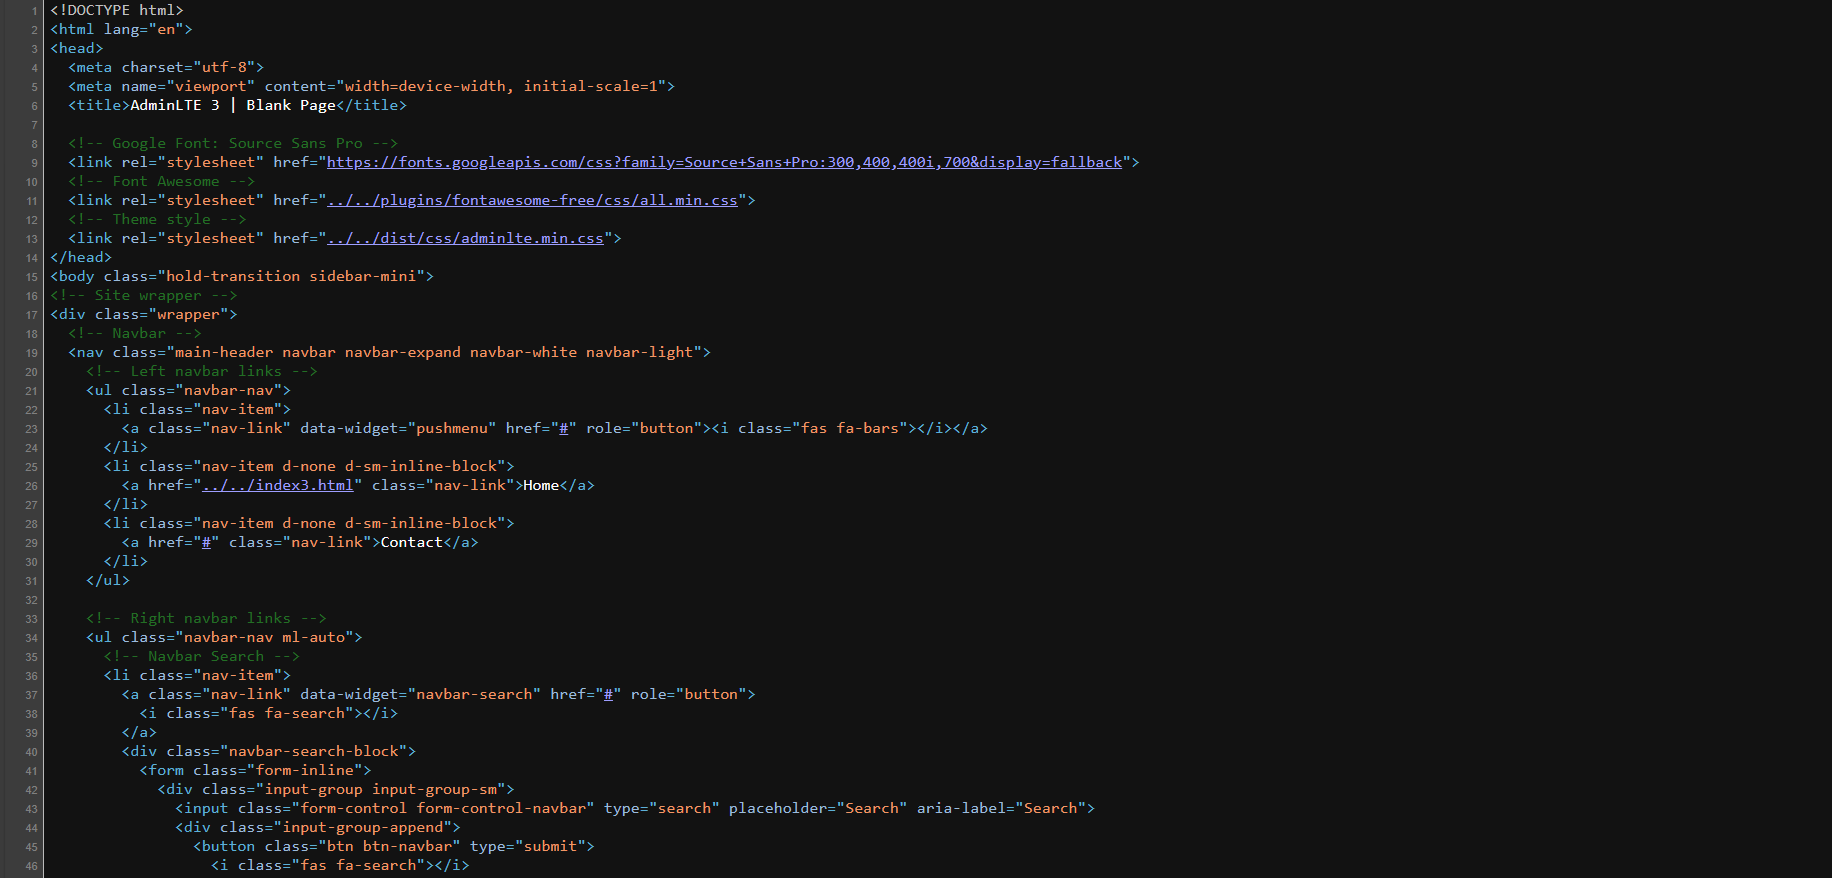 1 <!DOCTYPE html>
2 <html lang="en">
3 <head>
4   <meta charset="utf-8">
5   <meta name="viewport" content="width=device-width, initial-scale=1">
6   <title>AdminLTE 3 | Blank Page</title>
7
8   <!-- Google Font: Source Sans Pro -->
9   <link rel="stylesheet" href="https://fonts.googleapis.com/css?family=Source+Sans+Pro:300,400,400i,700&display=fallback">
10   <!-- Font Awesome -->
11   <link rel="stylesheet" href="../../plugins/fontawesome-free/css/all.min.css">
12   <!-- Theme style -->
13   <link rel="stylesheet" href="../../dist/css/adminlte.min.css">
14 </head>
15 <body class="hold-transition sidebar-mini">
16 <!-- Site wrapper -->
17 <div class="wrapper">
18   <!-- Navbar -->
19   <nav class="main-header navbar navbar-expand navbar-white navbar-light">
20     <!-- Left navbar links -->
21     <ul class="navbar-nav">
22       <li class="nav-item">
23         <a class="nav-link" data-widget="pushmenu" href="#" role="button"><i class="fas fa-bars"></i></a>
24       </li>
25       <li class="nav-item d-none d-sm-inline-block">
26         <a href="../../index3.html" class="nav-link">Home</a>
27       </li>
28       <li class="nav-item d-none d-sm-inline-block">
29         <a href="#" class="nav-link">Contact</a>
30       </li>
31     </ul>
32
33     <!-- Right navbar links -->
34     <ul class="navbar-nav ml-auto">
35       <!-- Navbar Search -->
36       <li class="nav-item">
37         <a class="nav-link" data-widget="navbar-search" href="#" role="button">
38           <i class="fas fa-search"></i>
39         </a>
40         <div class="navbar-search-block">
41           <form class="form-inline">
42             <div class="input-group input-group-sm">
43               <input class="form-control form-control-navbar" type="search" placeholder="Search" aria-label="Search">
44               <div class="input-group-append">
45                 <button class="btn btn-navbar" type="submit">
46                   <i class="fas fa-search"></i>